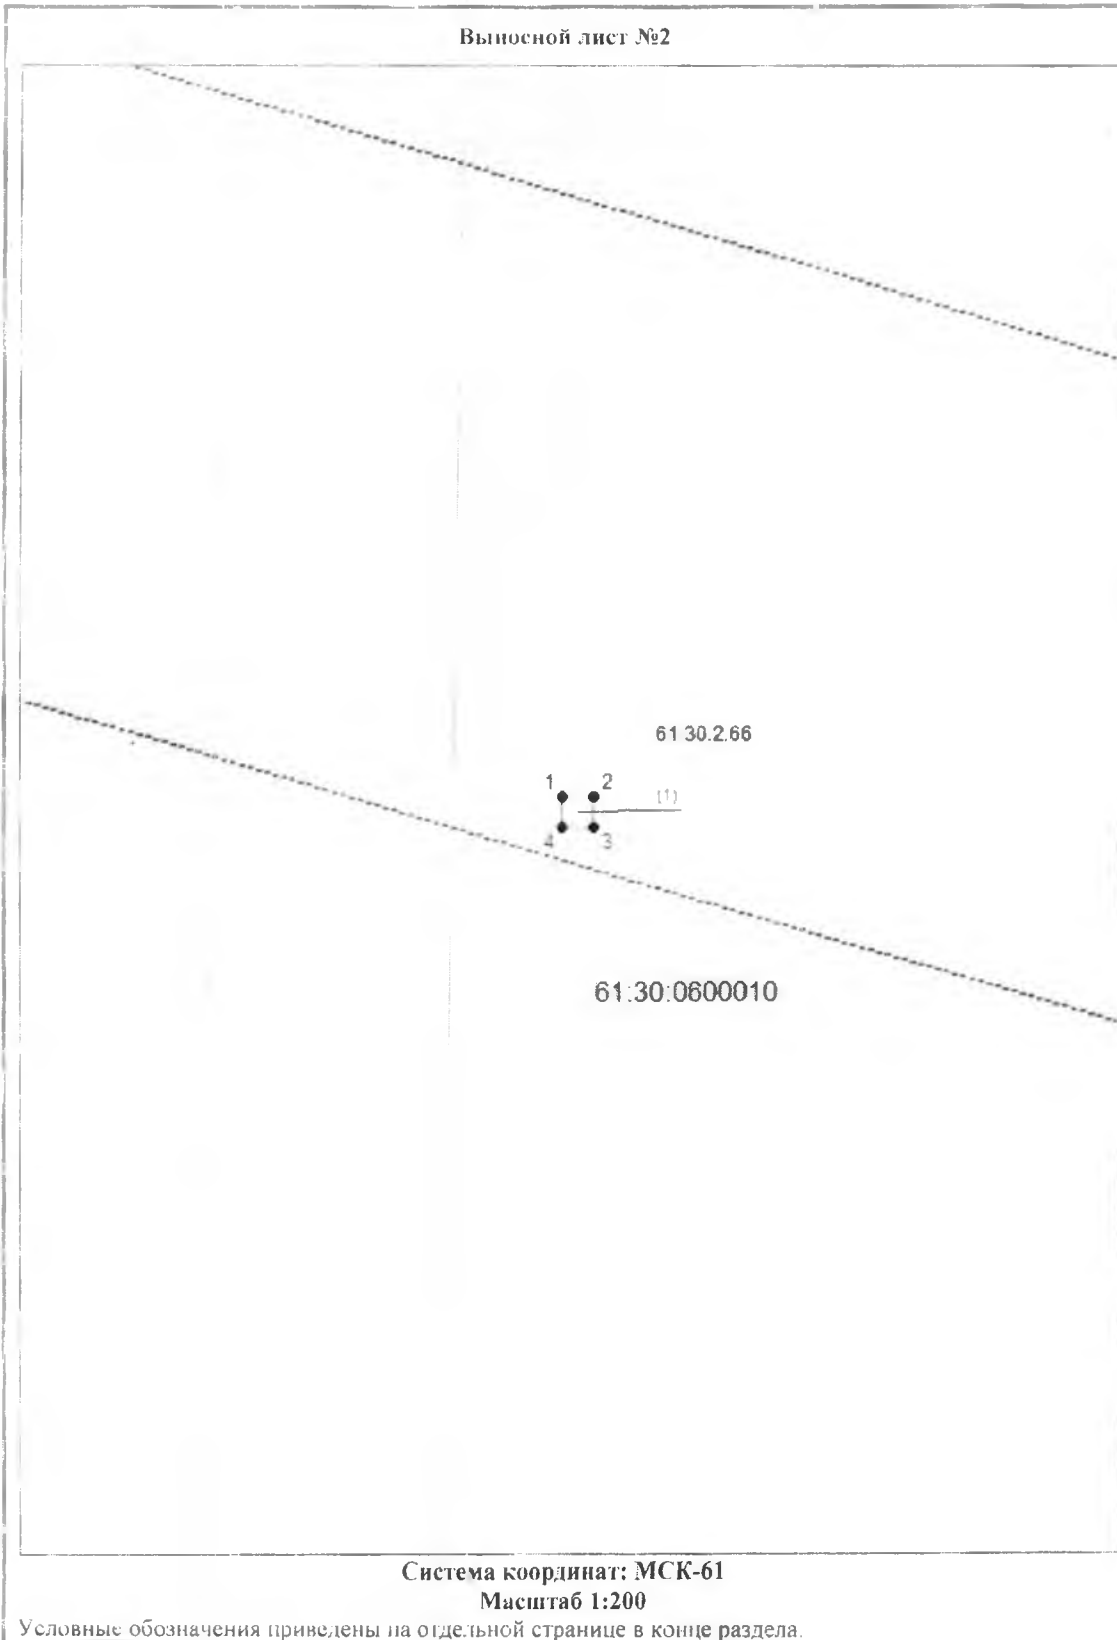 Выносной лист №2
61 30.2.66
1 2
(1)
4 3
61:30:0600010
Система координат: МСК-61
Масштаб 1:200
Условные обозначения приведены на отдельной странице в конце раздела.